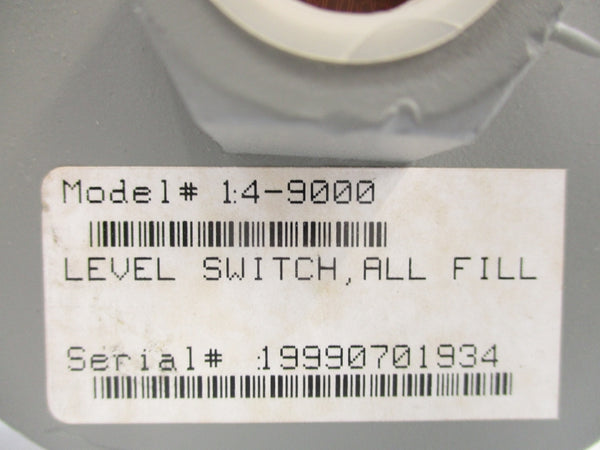 Model# 14-9000
LEVEL SWITCH,ALL FILL
Serial# 19990701934